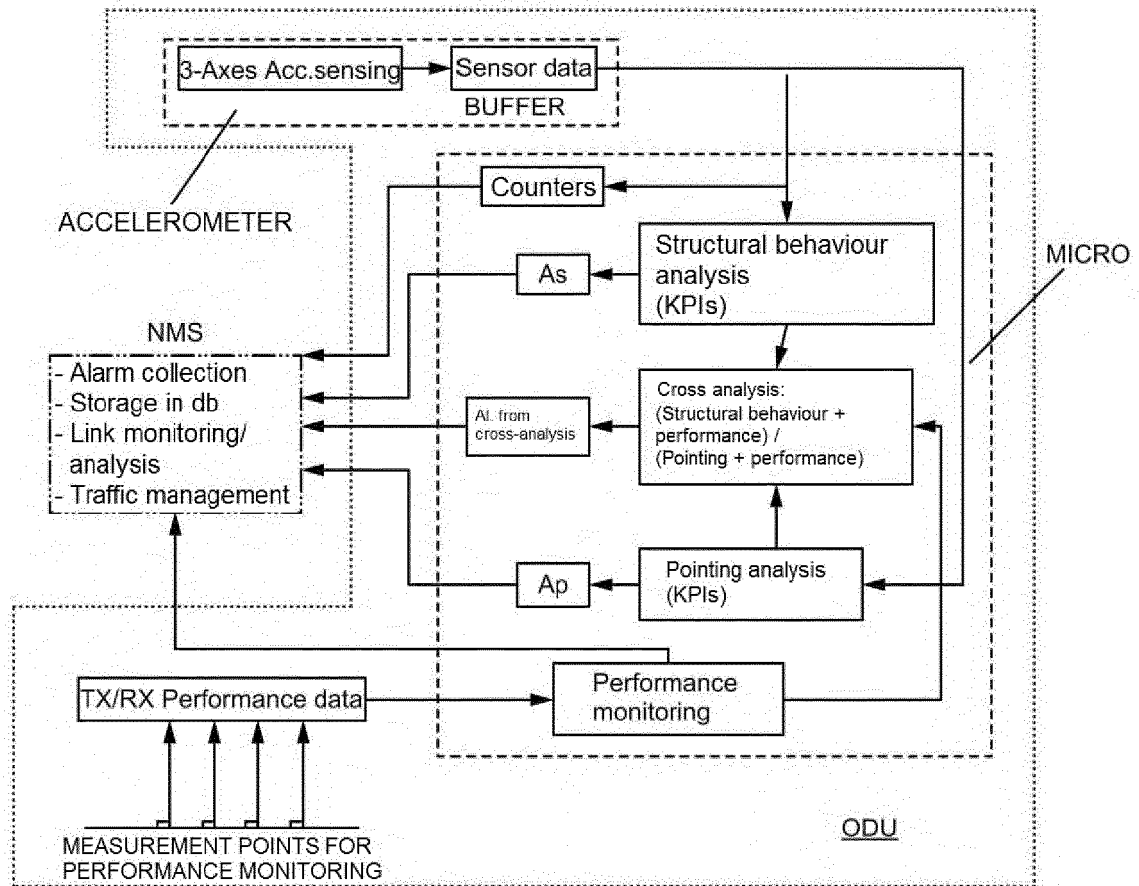 3-Axes Acc.sensing
Sensor data
BUFFER
ACCELEROMETER
Counters
Structural behaviour
analysis
(KPIs)
MICRO
As
NMS
- Alarm collection
- Storage in db
- Link monitoring/
analysis
- Traffic management
Al. from
cross-analysis
Cross analysis:
(Structural behaviour +
performance) /
(Pointing + performance)
Ap
Pointing analysis
(KPIs)
TX/RX Performance data
Performance
monitoring
MEASUREMENT POINTS FOR
PERFORMANCE MONITORING
ODU